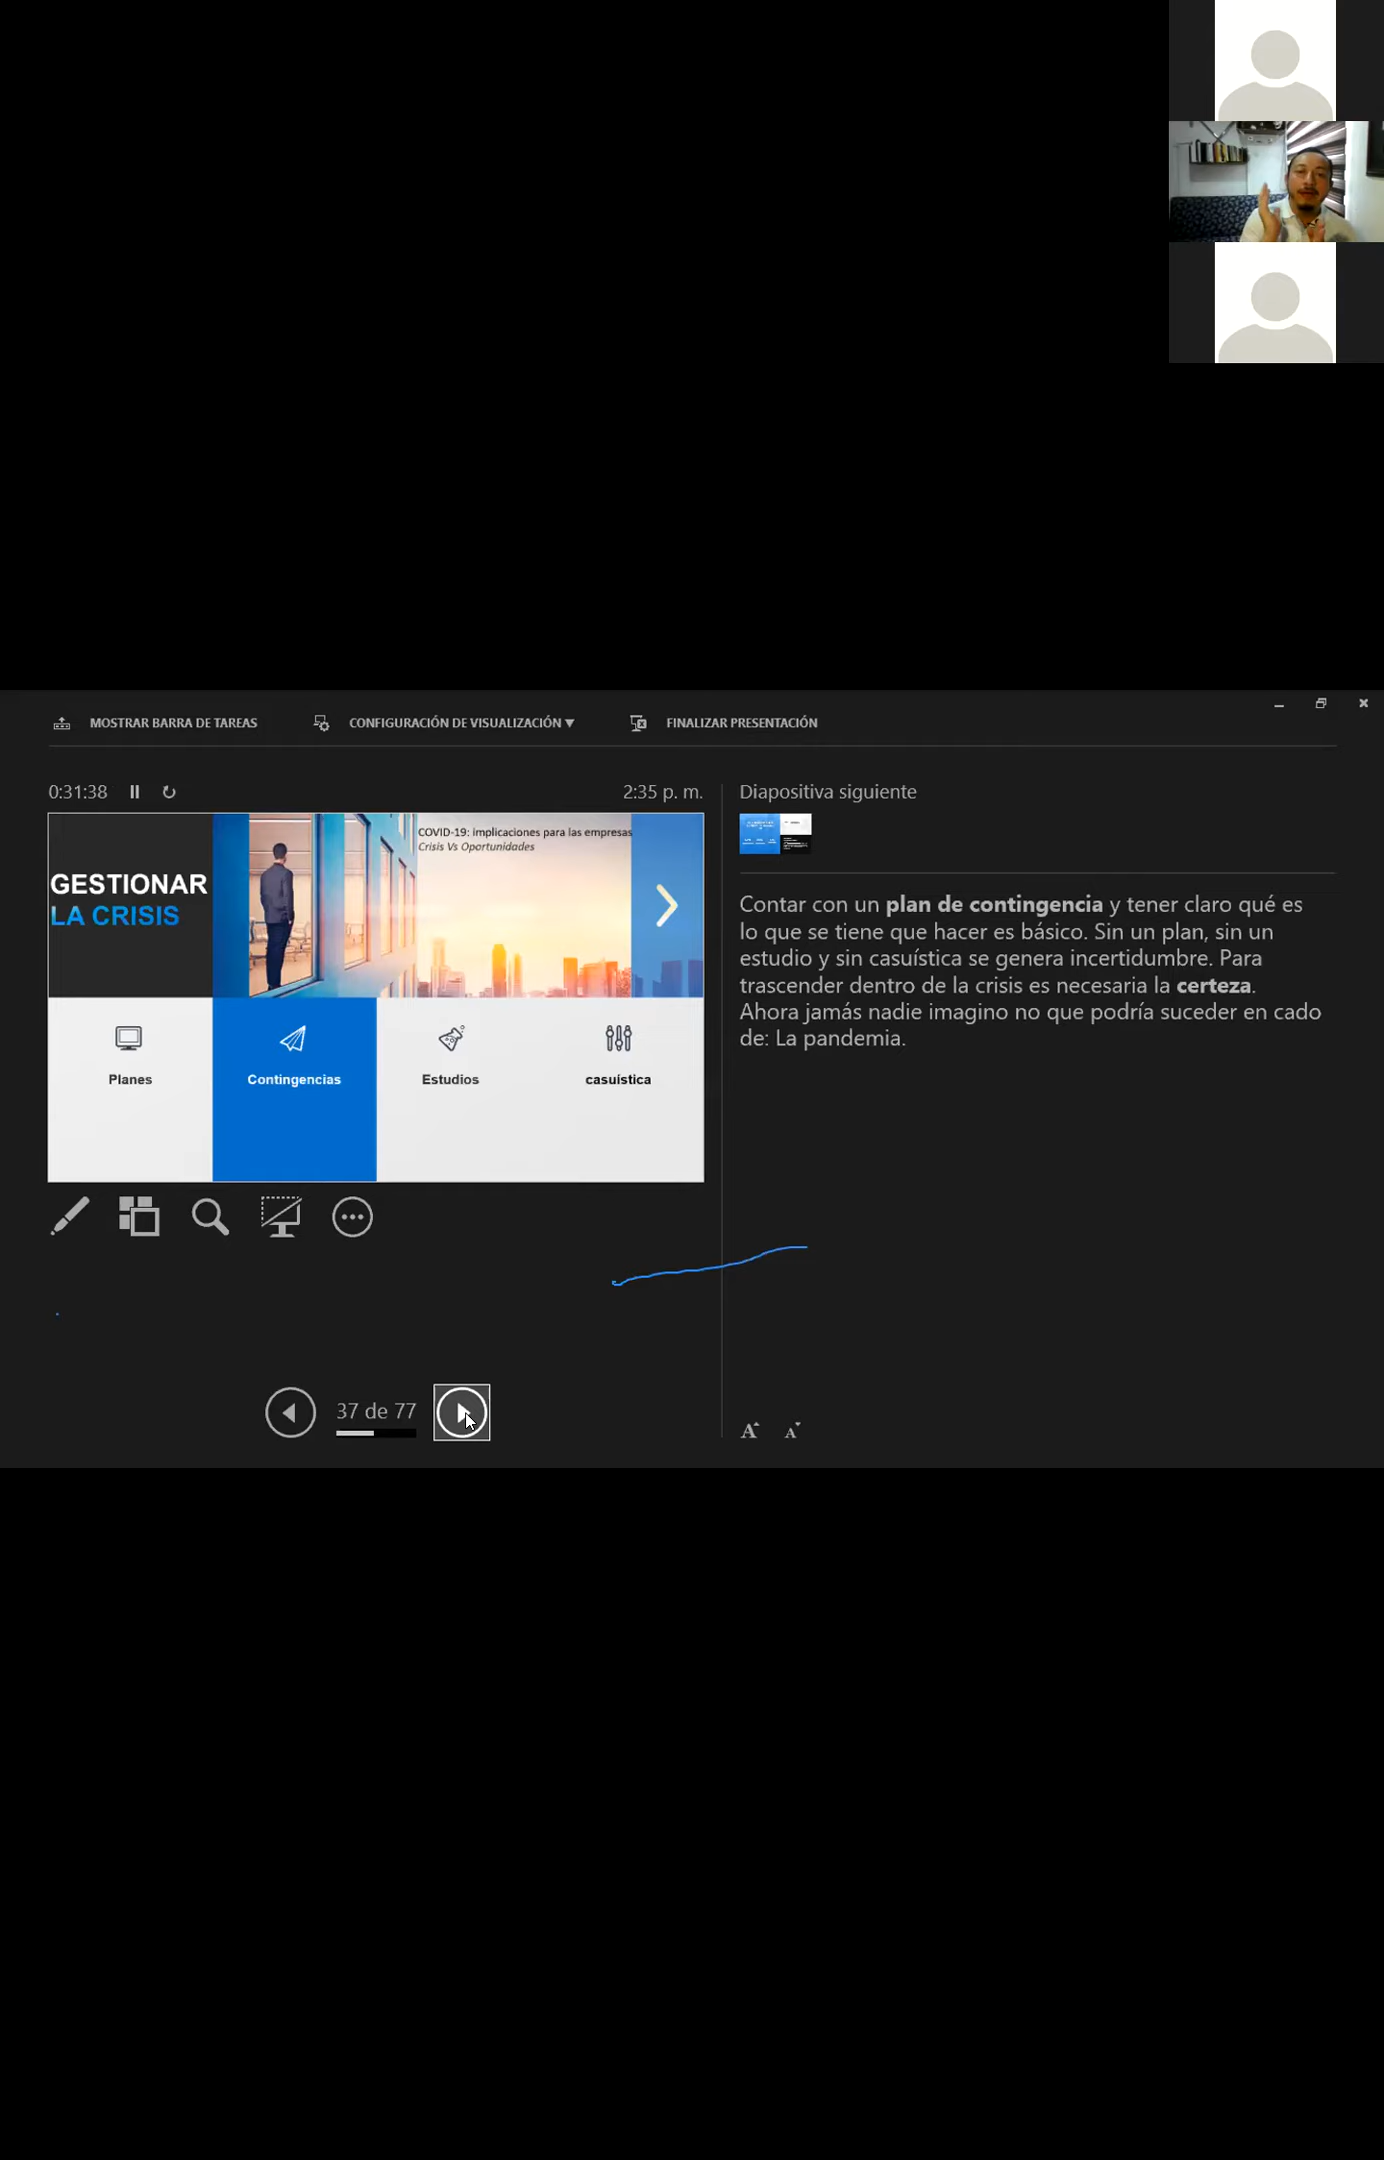 MOSTRAR BARRA DE TAREAS
CONFIGURACIÓN DE VISUALIZACIÓN ▼
FINALIZAR PRESENTACIÓN
0:31:38
2:35 p. m.
COVID-19: implicaciones para las empresas
Crisis Vs Oportunidades
GESTIONAR
LA CRISIS
Planes
Contingencias
Estudios
casuística
37 de 77
Diapositiva siguiente
Contar con un plan de contingencia y tener claro qué es
lo que se tiene que hacer es básico. Sin un plan, sin un
estudio y sin casuística se genera incertidumbre. Para
trascender dentro de la crisis es necesaria la certeza.
Ahora jamás nadie imagino no que podría suceder en cado
de: La pandemia.
A A